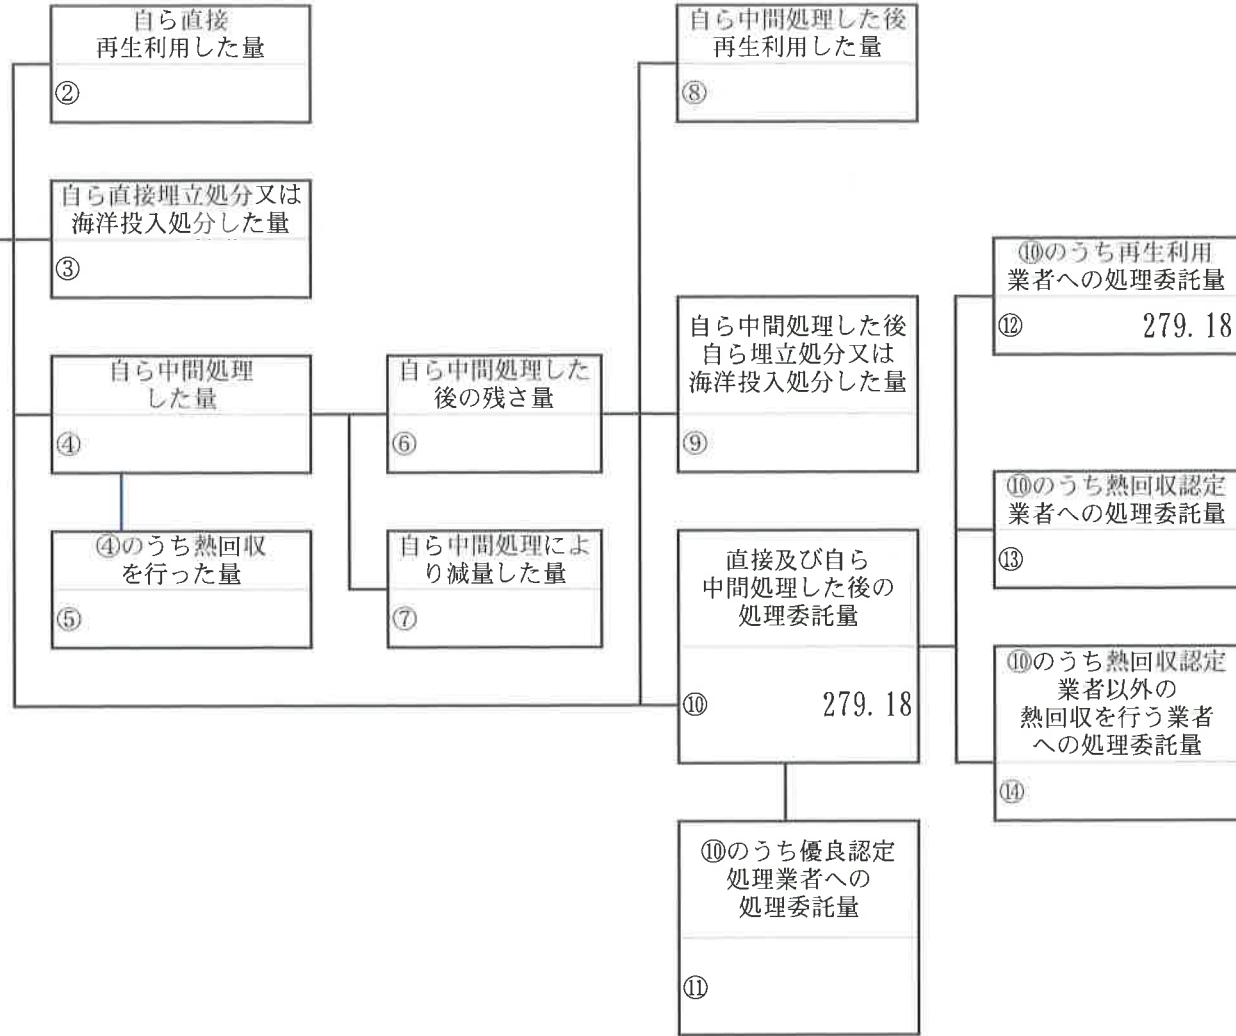 自ら直接
再生利用した量
②
自ら直接埋立処分又は
海洋投入処分した量
③
自ら中間処理
した量
④
④のうち熱回収
を行った量
⑤
自ら中間処理した
後の残さ量
⑥
自ら中間処理によ
り減量した量
⑦
自ら中間処理した後
再生利用した量
⑧
自ら中間処理した後
自ら埋立処分又は
海洋投入処分した量
⑨
直接及び自ら
中間処理した後の
処理委託量
⑩ 279.18
⑩のうち優良認定
処理業者への
処理委託量
⑪
⑩のうち再生利用
業者への処理委託量
⑫ 279.18
⑩のうち熱回収認定
業者への処理委託量
⑬
⑩のうち熱回収認定
業者以外の
熱回収を行う業者
への処理委託量
⑭